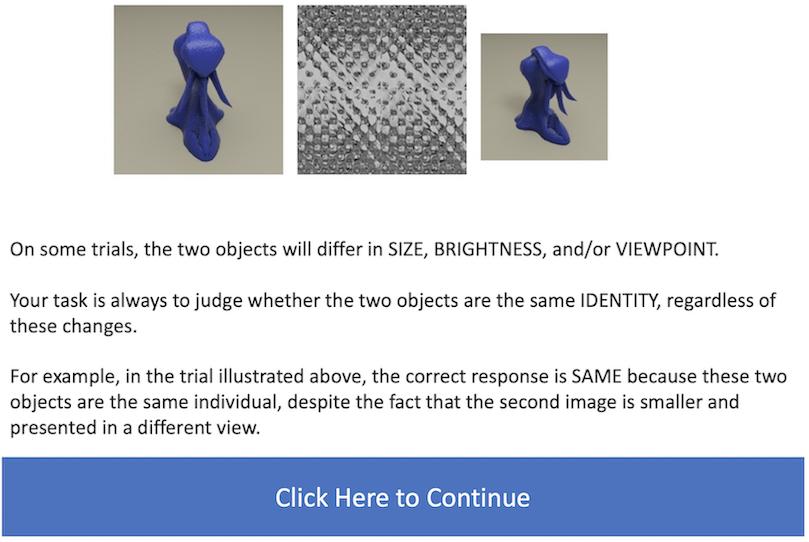 On some trials, the two objects will differ in SIZE, BRIGHTNESS, and/or VIEWPOINT.
Your task is always to judge whether the two objects are the same IDENTITY, regardless of
these changes.
For example, in the trial illustrated above, the correct response is SAME because these two
objects are the same individual, despite the fact that the second image is smaller and
presented in a different view.
Click Here to Continue